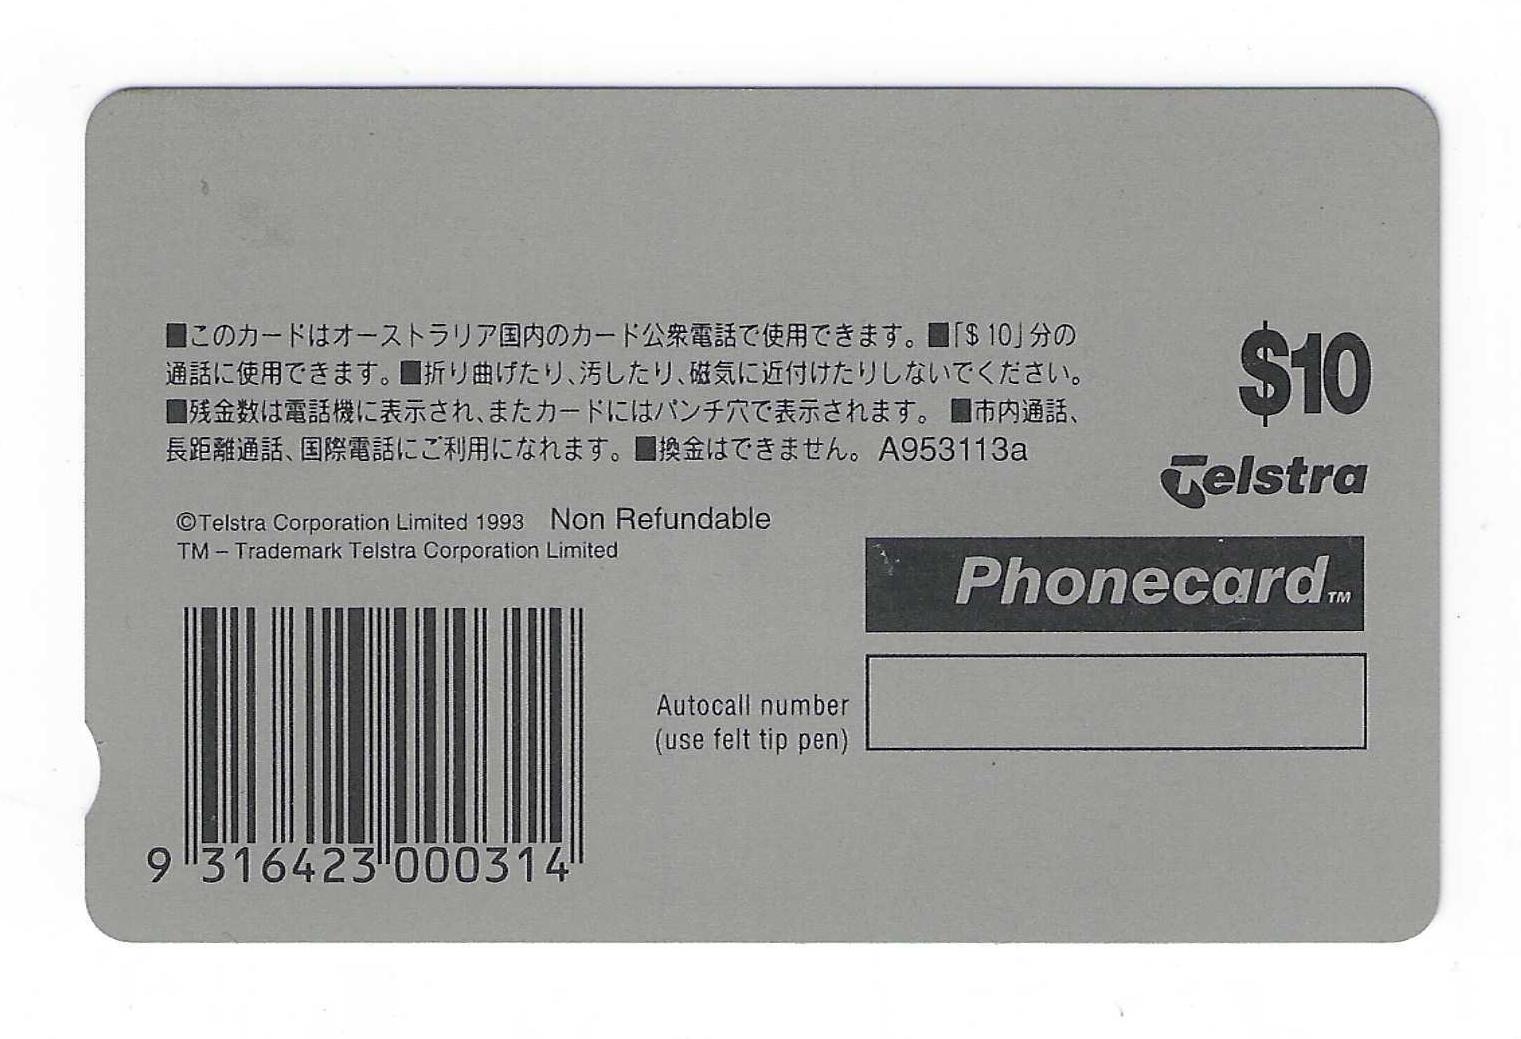 ■このカードはオーストラリア国内のカード公衆電話で使用できます。■「$10」分の
通話に使用できます。■折り曲げたり、汚したり、磁気に近付けたりしないでください。
■残金数は電話機に表示され、またカードにはパンチ穴で表示されます。■市内通話、
長距離通話、国際電話にご利用になれます。■換金はできません。A953113a
$10
Telstra
©Telstra Corporation Limited 1993 Non Refundable
TM – Trademark Telstra Corporation Limited
Phonecard TM
Autocall number
(use felt tip pen)
9 316423 000314